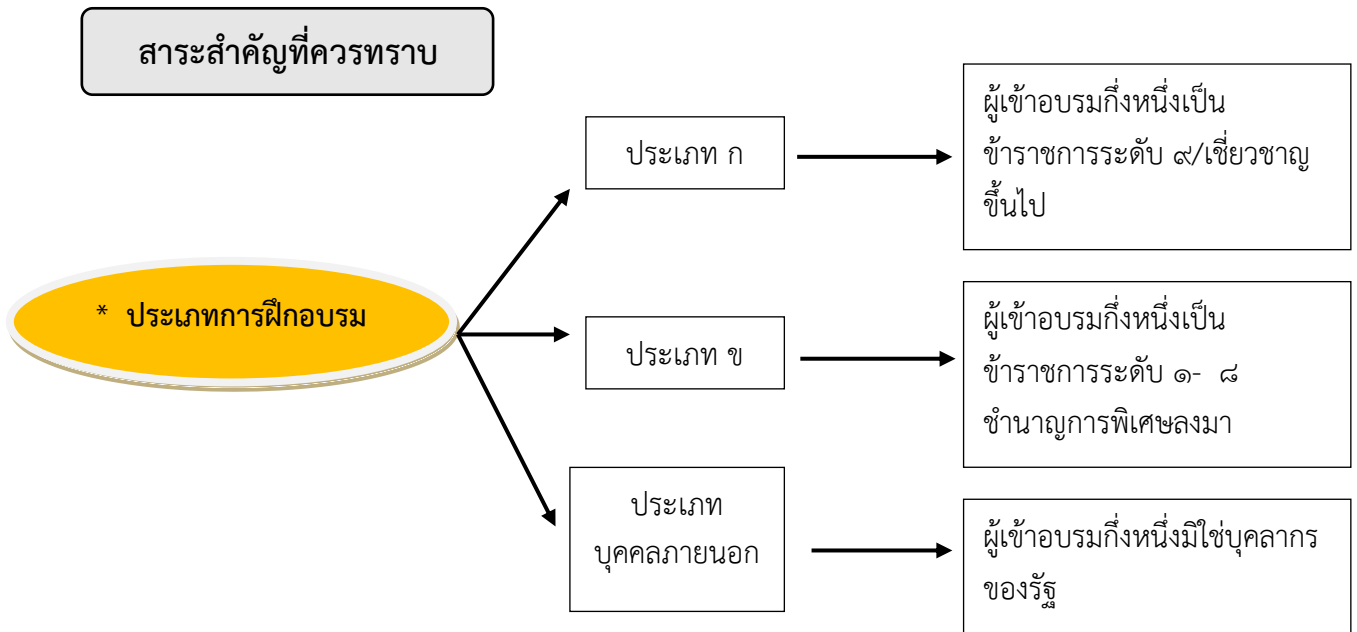 สาระสำคัญที่ควรทราบ
* ประเภทการฝึกอบรม
ประเภท ก
ผู้เข้าอบรมกึ่งหนึ่งเป็น
ข้าราชการระดับ ๙/เชี่ยวชาญ
ขึ้นไป
ประเภท ข
ผู้เข้าอบรมกึ่งหนึ่งเป็น
ข้าราชการระดับ ๑- ๘
ชำนาญการพิเศษลงมา
ประเภท
บุคคลภายนอก
ผู้เข้าอบรมกึ่งหนึ่งมิใช่บุคลากร
ของรัฐ